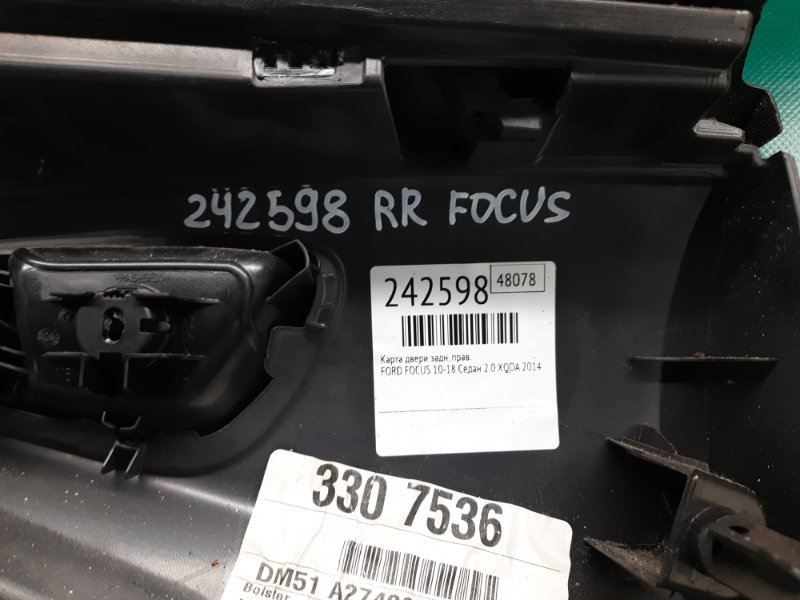 242598 RR FOCUS
242598 48078
Карта двери задн. прав.
FORD FOCUS 10-18 Седан 2.0 XQDA 2014
330 7536
DM51
Bolster